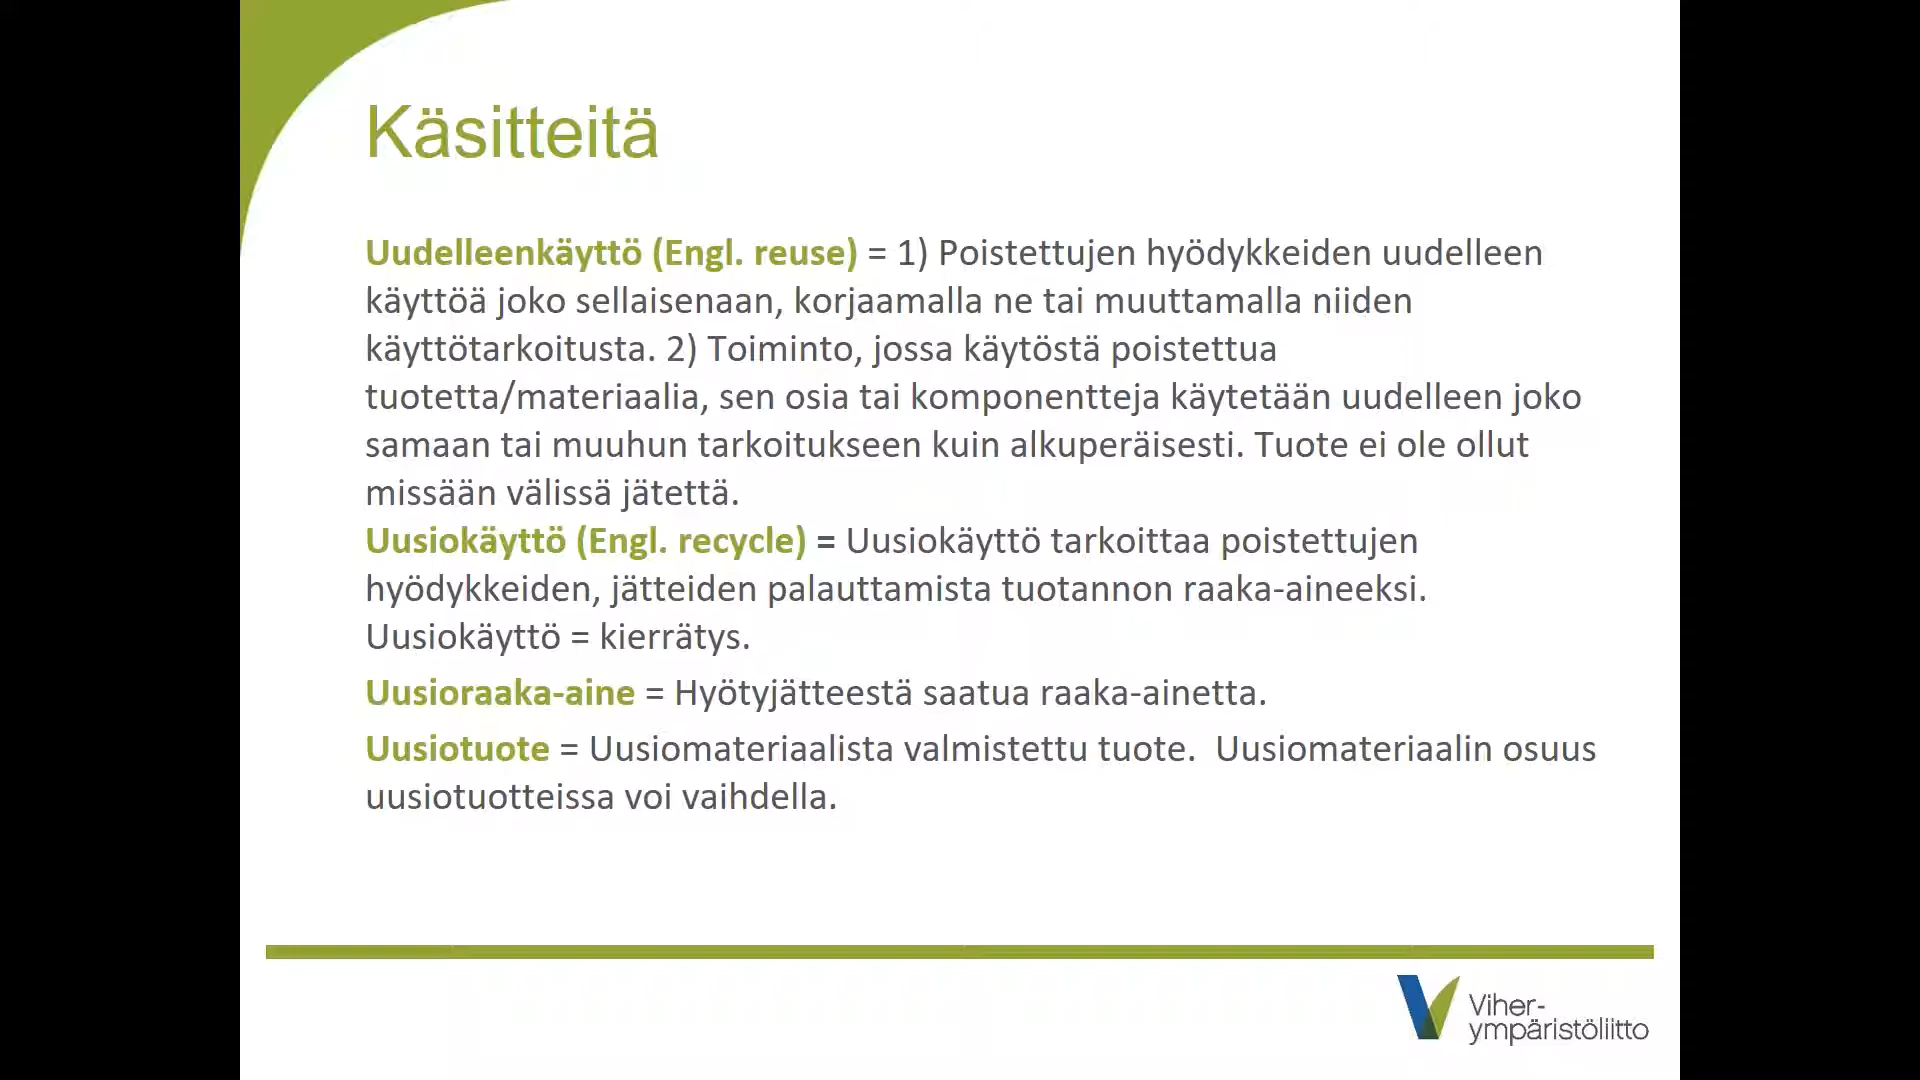 Käsitteitä
Uudelleenkäyttö (Engl. reuse) = 1) Poistettujen hyödykkeiden uudelleen
käyttöä joko sellaisenaan, korjaamalla ne tai muuttamalla niiden
käyttötarkoitusta. 2) Toiminto, jossa käytöstä poistettua
tuotetta/materiaalia, sen osia tai komponentteja käytetään uudelleen joko
samaan tai muuhun tarkoitukseen kuin alkuperäisesti. Tuote ei ole ollut
missään välissä jätettä.
Uusiokäyttö (Engl. recycle) = Uusiokäyttö tarkoittaa poistettujen
hyödykkeiden, jätteiden palauttamista tuotannon raaka-aineeksi.
Uusiokäyttö = kierrätys.
Uusioraaka-aine = Hyötyjätteestä saatua raaka-ainetta.
Uusiotuote = Uusiomateriaalista valmistettu tuote.  Uusiomateriaalin osuus
uusiotuotteissa voi vaihdella.
Viher-
ympäristöliitto